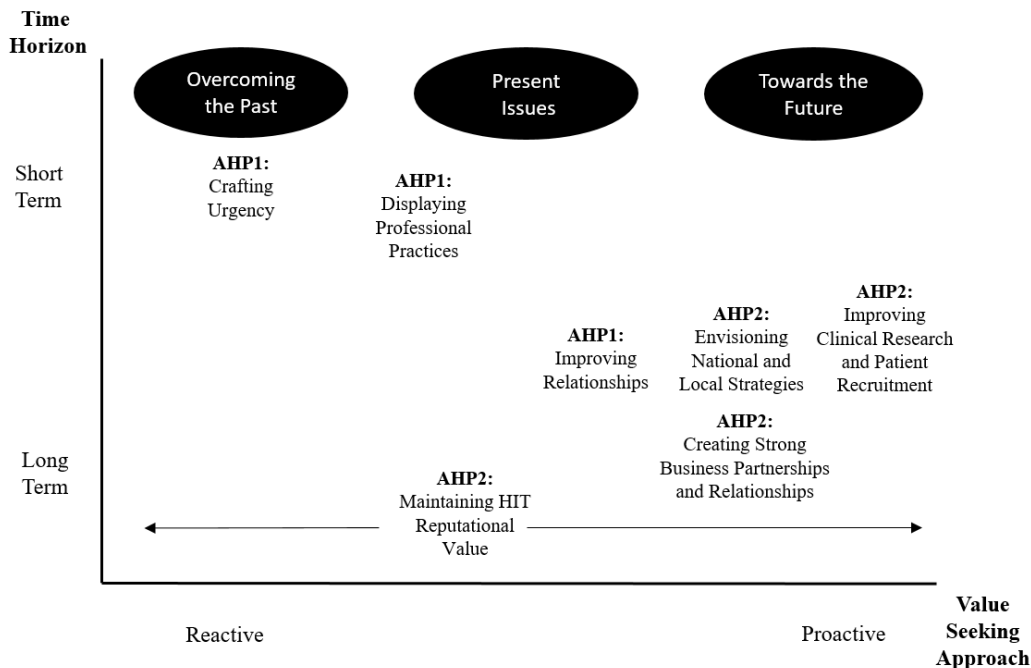 Time
Horizon
Overcoming
the Past
Present
Issues
Towards the
Future
Short
Term
AHP1:
Crafting
Urgency
AHP1:
Displaying
Professional
Practices
AHP1:
Improving
Relationships
AHP2:
Envisioning
National and
Local Strategies
AHP2:
Improving
Clinical Research
and Patient
Recruitment
Long
Term
AHP2:
Creating Strong
Business Partnerships
and Relationships
AHP2:
Maintaining HIT
Reputational
Value
Reactive
Proactive
Value
Seeking
Approach